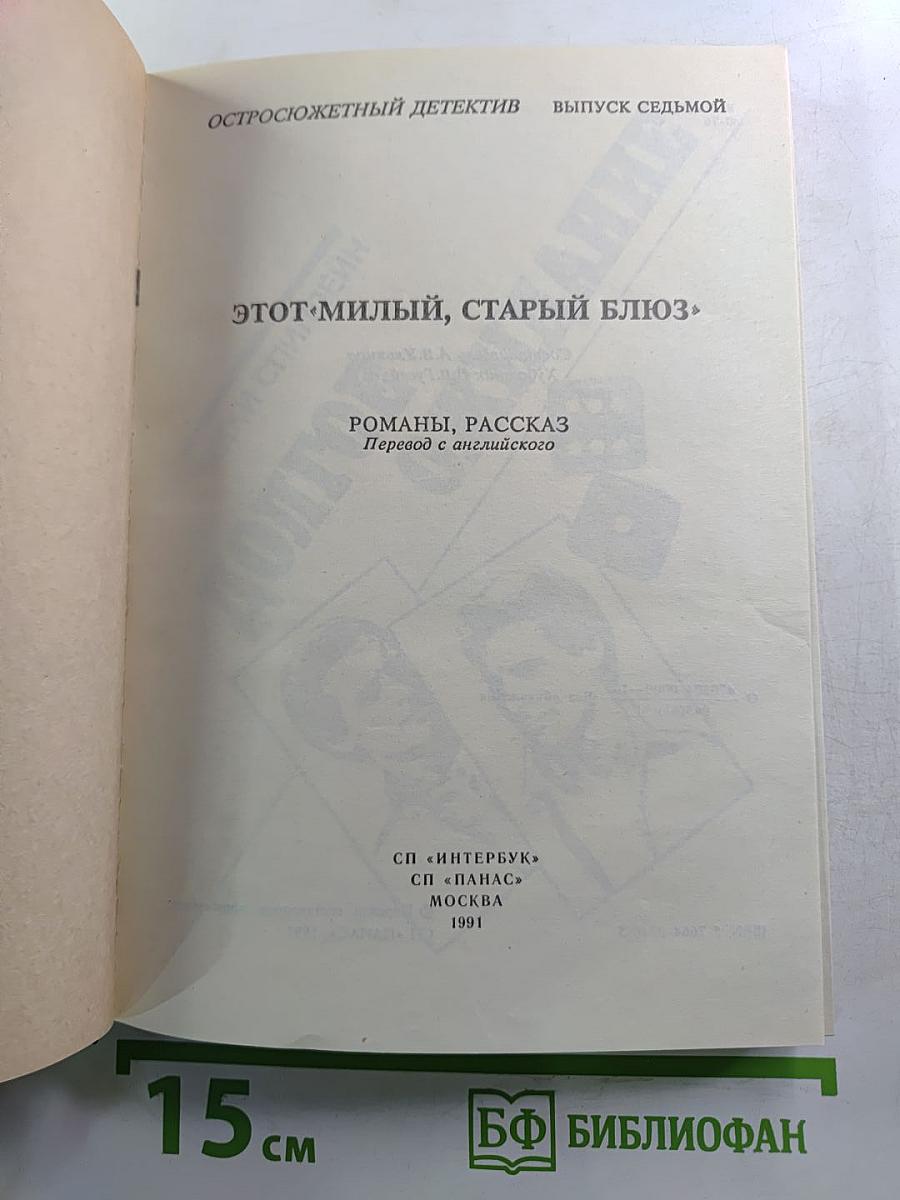 ОСТРОСЮЖЕТНЫЙ ДЕТЕКТИВ ВЫПУСК СЕДЬМОЙ
ЭТОТ «МИЛЫЙ, СТАРЫЙ БЛЮЗ»
РОМАНЫ, РАССКАЗ
Перевод с английского
СП «ИНТЕРБУК»
СП «ПАНАС»
МОСКВА
1991
15 см
БФ БИБЛИОФАН